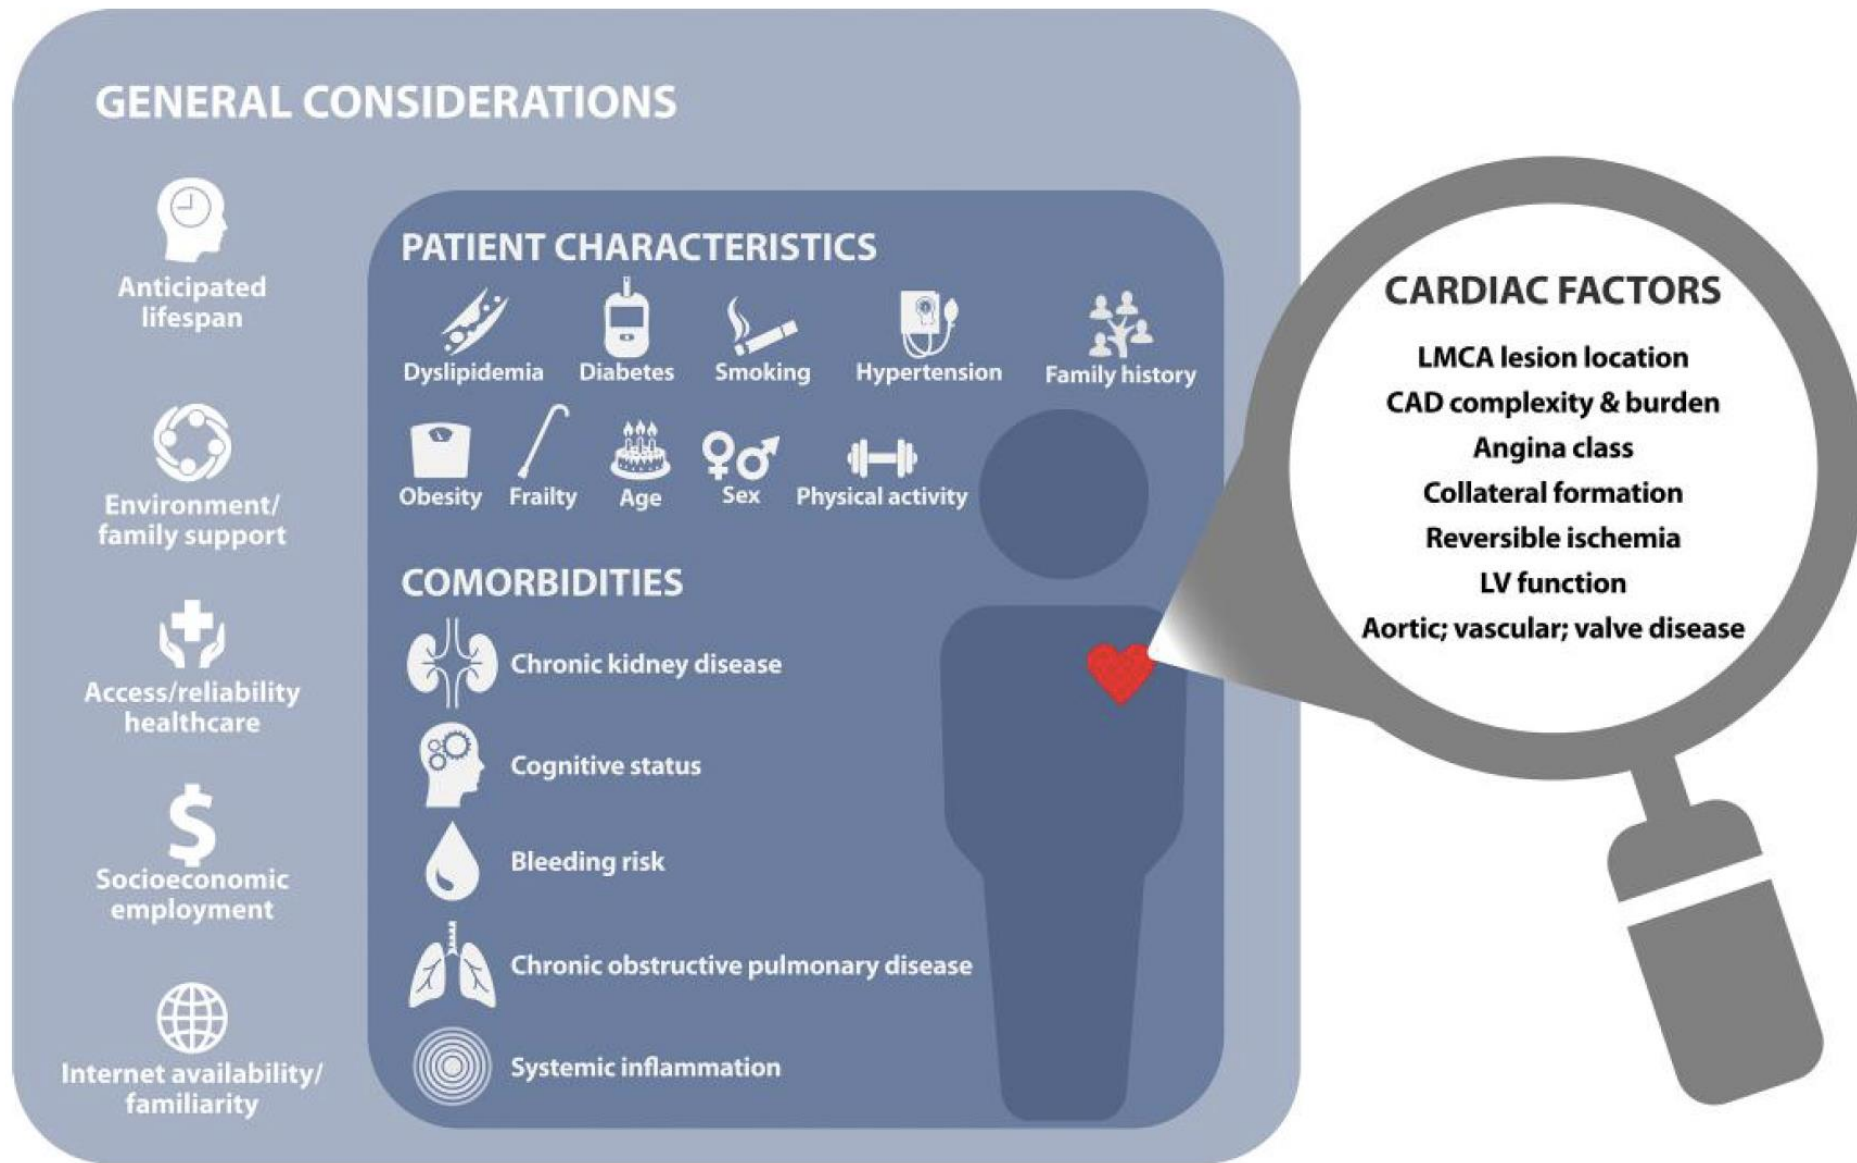 GENERAL CONSIDERATIONS
Anticipated
lifespan
Environment/
family support
Access/reliability
healthcare
Socioeconomic
employment
Internet availability/
familiarity
PATIENT CHARACTERISTICS
Dyslipidemia
Diabetes
Smoking
Hypertension
Family history
Obesity
Frailty
Age
Sex
Physical activity
COMORBIDITIES
Chronic kidney disease
Cognitive status
Bleeding risk
Chronic obstructive pulmonary disease
Systemic inflammation
CARDIAC FACTORS
LMCA lesion location
CAD complexity & burden
Angina class
Collateral formation
Reversible ischemia
LV function
Aortic; vascular; valve disease